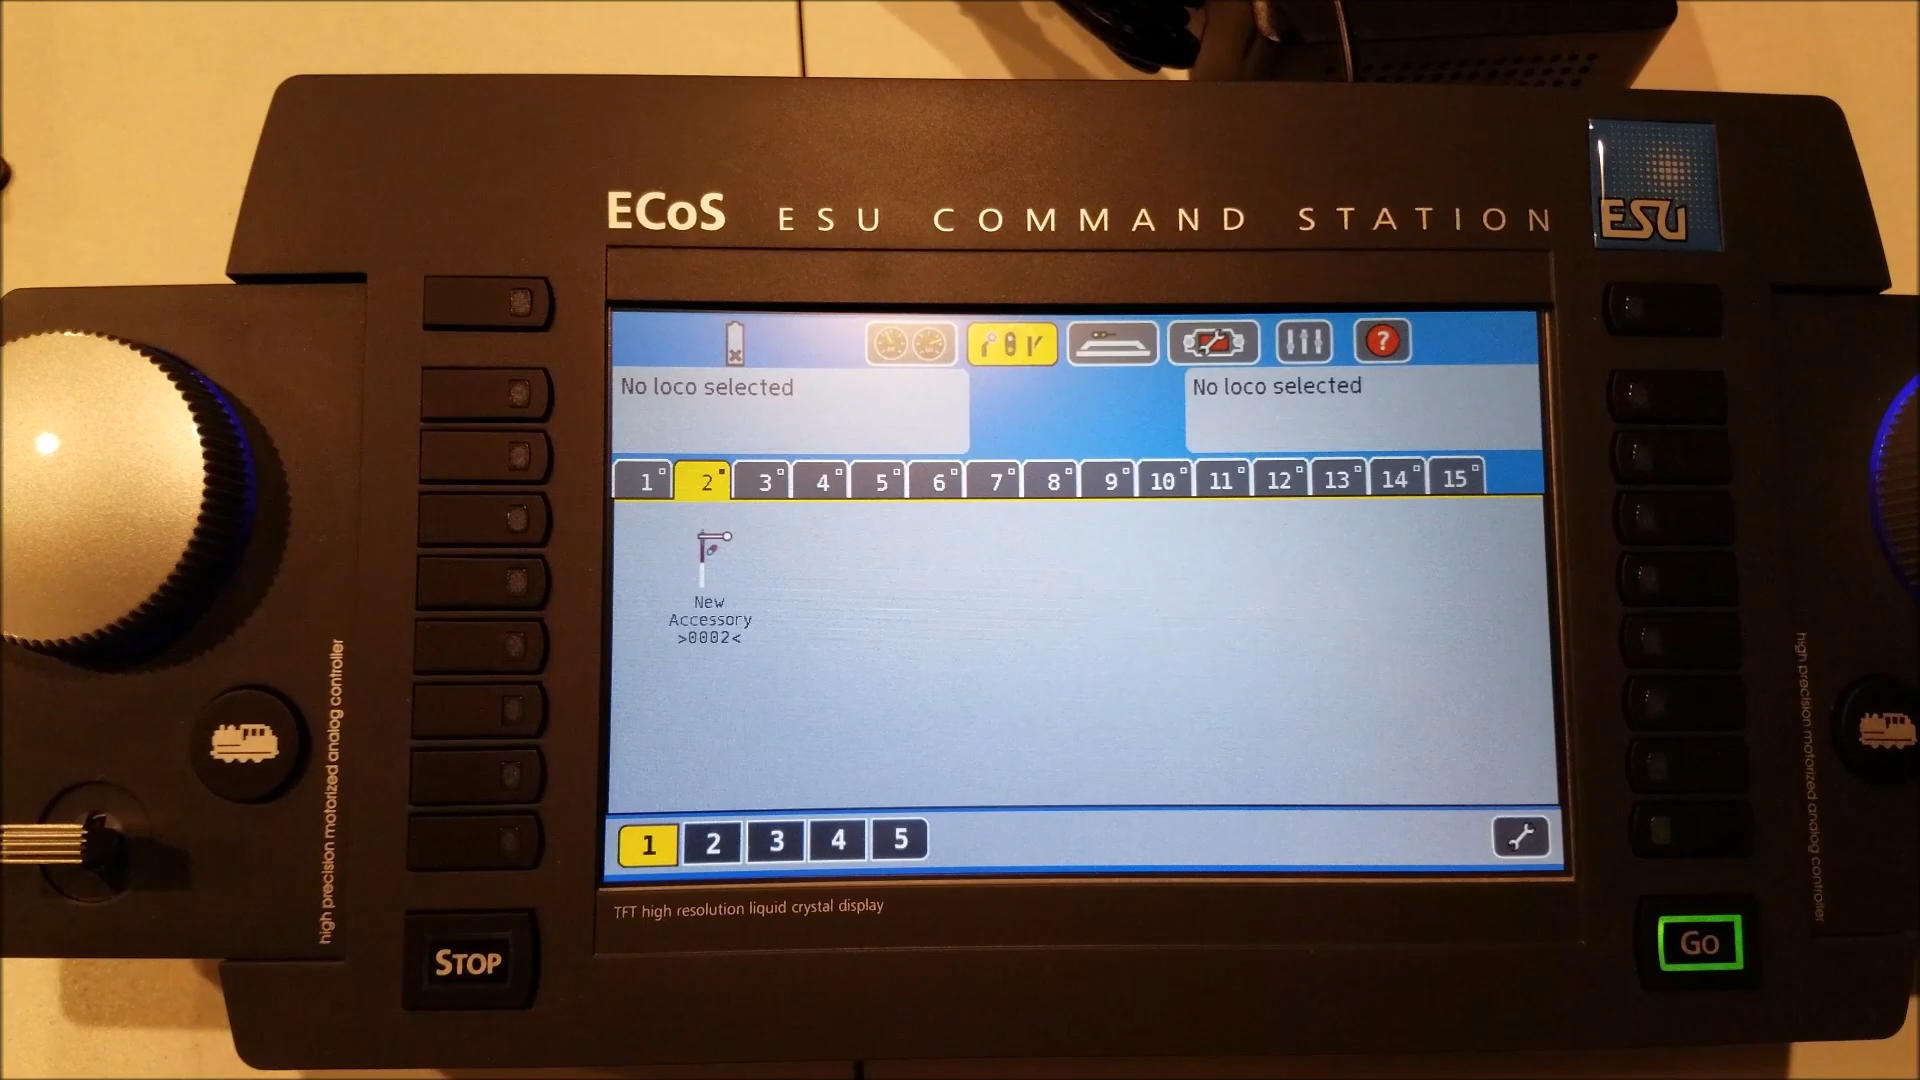 ECoS ESU COMMAND STATION
ESU
?
No loco selected
No loco selected
1 2 3 4 5 6 7 8 9 10 11 12 13 14 15
New
Accessory
>0002<
1 2 3 4 5
TFT high resolution liquid crystal display
STOP
Go
high precision motorized analog controller
high precision motorized analog controller